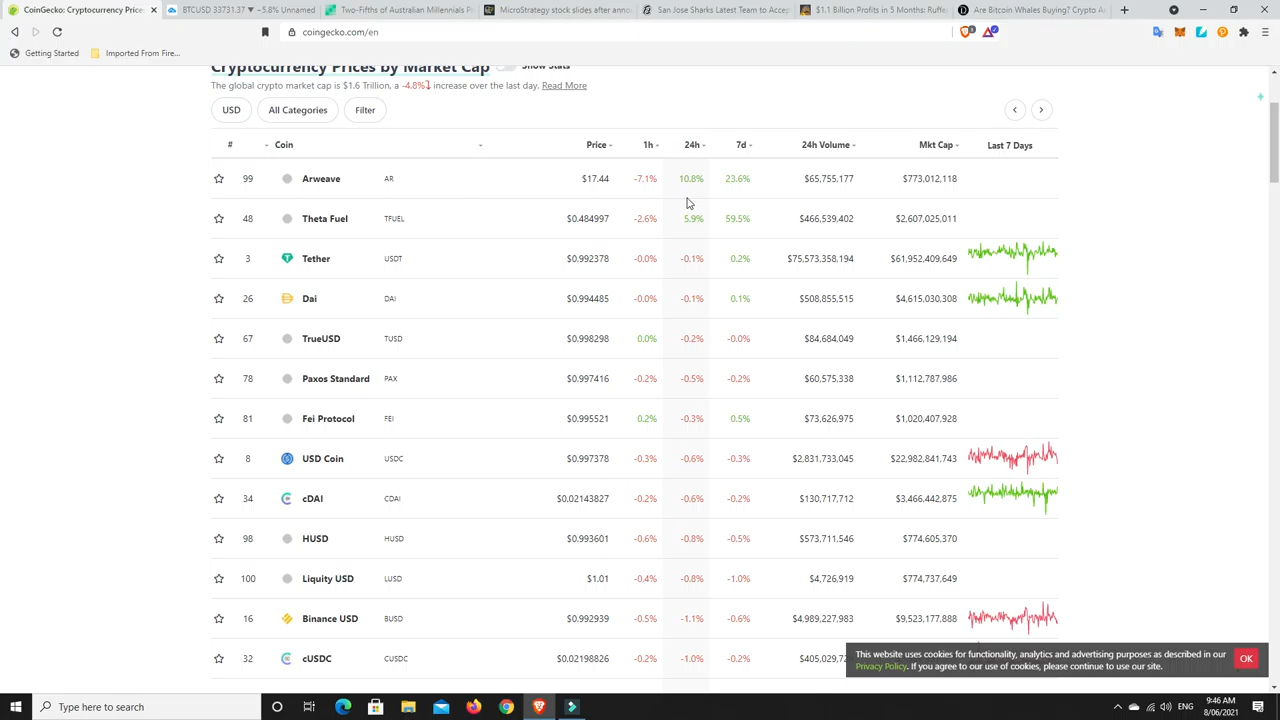 CoinGecko: Cryptocurrency Prices
BTCUSD 33731.37 ▼ −5.8% Unnamed
Two-Fifths of Australian Millennials P
MicroStrategy stock slides after annou
San Jose Sharks Latest Team to Accep
$1.1 Billion Profits in 5 Months: Ruffe
Are Bitcoin Whales Buying? Crypto A
coingecko.com/en
Getting Started
Imported From Fire...
Cryptocurrency Prices by Market Cap
Show Stats
The global crypto market cap is $1.6 Trillion, a -4.8% increase over the last day. Read More
USD All Categories Filter
# Coin Price 1h 24h 7d 24h Volume Mkt Cap Last 7 Days
99 Arweave AR $17.44 -7.1% 10.8% 23.6% $65,755,177 $773,012,118
48 Theta Fuel TFUEL $0.484997 -2.6% 5.9% 59.5% $466,539,402 $2,607,025,011
3 Tether USDT $0.992378 -0.0% -0.1% 0.2% $75,573,358,194 $61,952,409,649
26 Dai DAI $0.994485 -0.0% -0.1% 0.1% $508,855,515 $4,615,030,308
67 TrueUSD TUSD $0.998298 0.0% -0.2% -0.0% $84,684,049 $1,466,129,194
78 Paxos Standard PAX $0.997416 -0.2% -0.5% -0.2% $60,575,338 $1,112,787,986
81 Fei Protocol FEI $0.995521 0.2% -0.3% 0.5% $73,626,975 $1,020,407,928
8 USD Coin USDC $0.997378 -0.3% -0.6% -0.3% $2,831,733,045 $22,982,841,743
34 cDAI CDAI $0.02143827 -0.2% -0.6% -0.2% $130,717,712 $3,466,442,875
98 HUSD HUSD $0.993601 -0.6% -0.8% -0.5% $573,711,546 $774,605,370
100 Liquity USD LUSD $1.01 -0.4% -0.8% -1.0% $4,726,919 $774,737,649
16 Binance USD BUSD $0.992939 -0.5% -1.1% -0.6% $4,989,227,983 $9,523,177,888
32 cUSDC CUSDC $0.02198826 -0.2% -1.0% -0.2% $405,029,7
This website uses cookies for functionality, analytics and advertising purposes as described in our
Privacy Policy. If you agree to our use of cookies, please continue to use our site.
OK
Type here to search
ENG
9:46 AM
8/06/2021